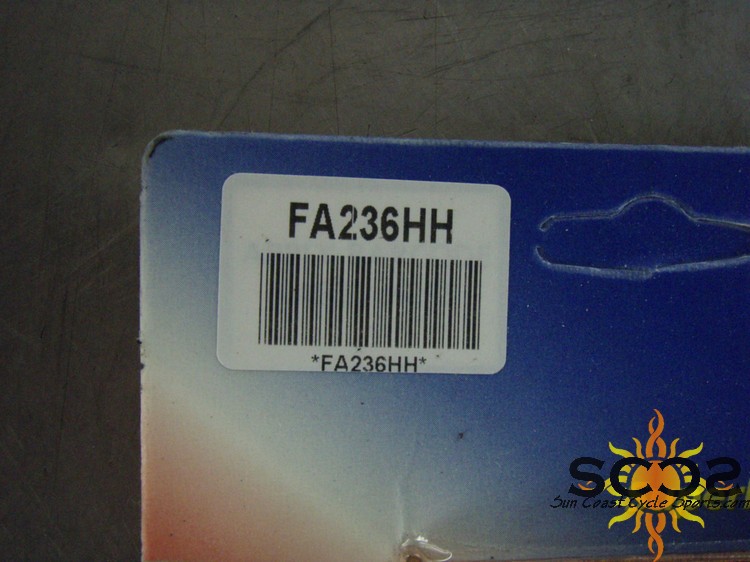 FA236HH
*FA236HH*
SCCS
Sun Coast Cycle Sports.com